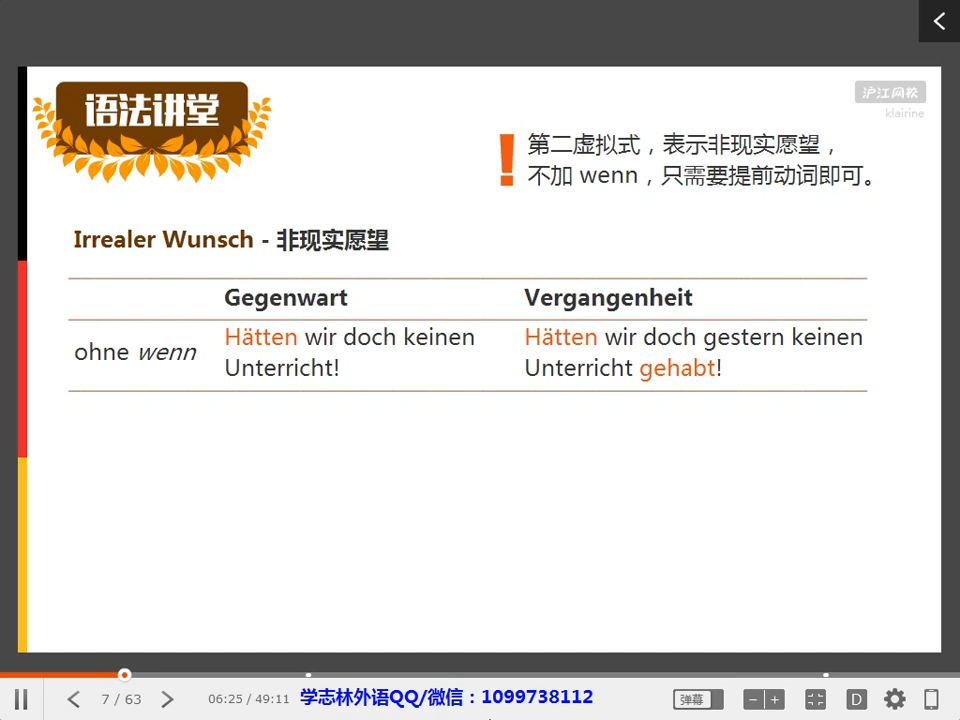 语法讲堂
沪江网校
klairine
第二虚拟式，表示非现实愿望，
不加 wenn，只需要提前动词即可。
Irrealer Wunsch - 非现实愿望
Gegenwart Vergangenheit
ohne wenn
Hätten wir doch keinen
Unterricht!
Hätten wir doch gestern keinen
Unterricht gehabt!
7 / 63
06:25 / 49:11
学志林外语QQ/微信：1099738112
弹幕
D